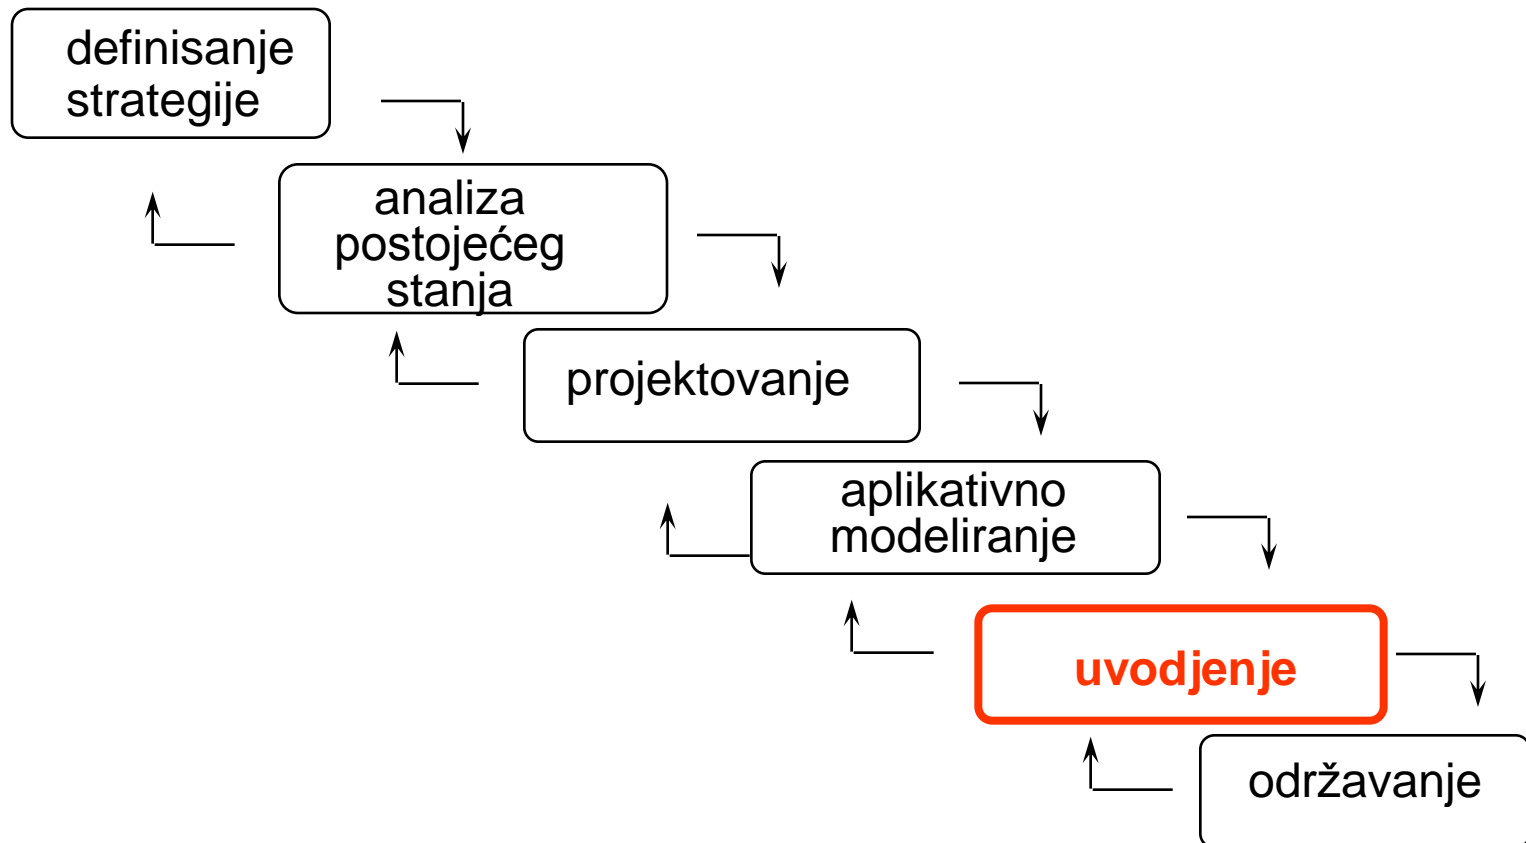 definisanje
strategije
analiza
postojećeg
stanja
projektovanje
aplikativno
modeliranje
uvodjenje
održavanje